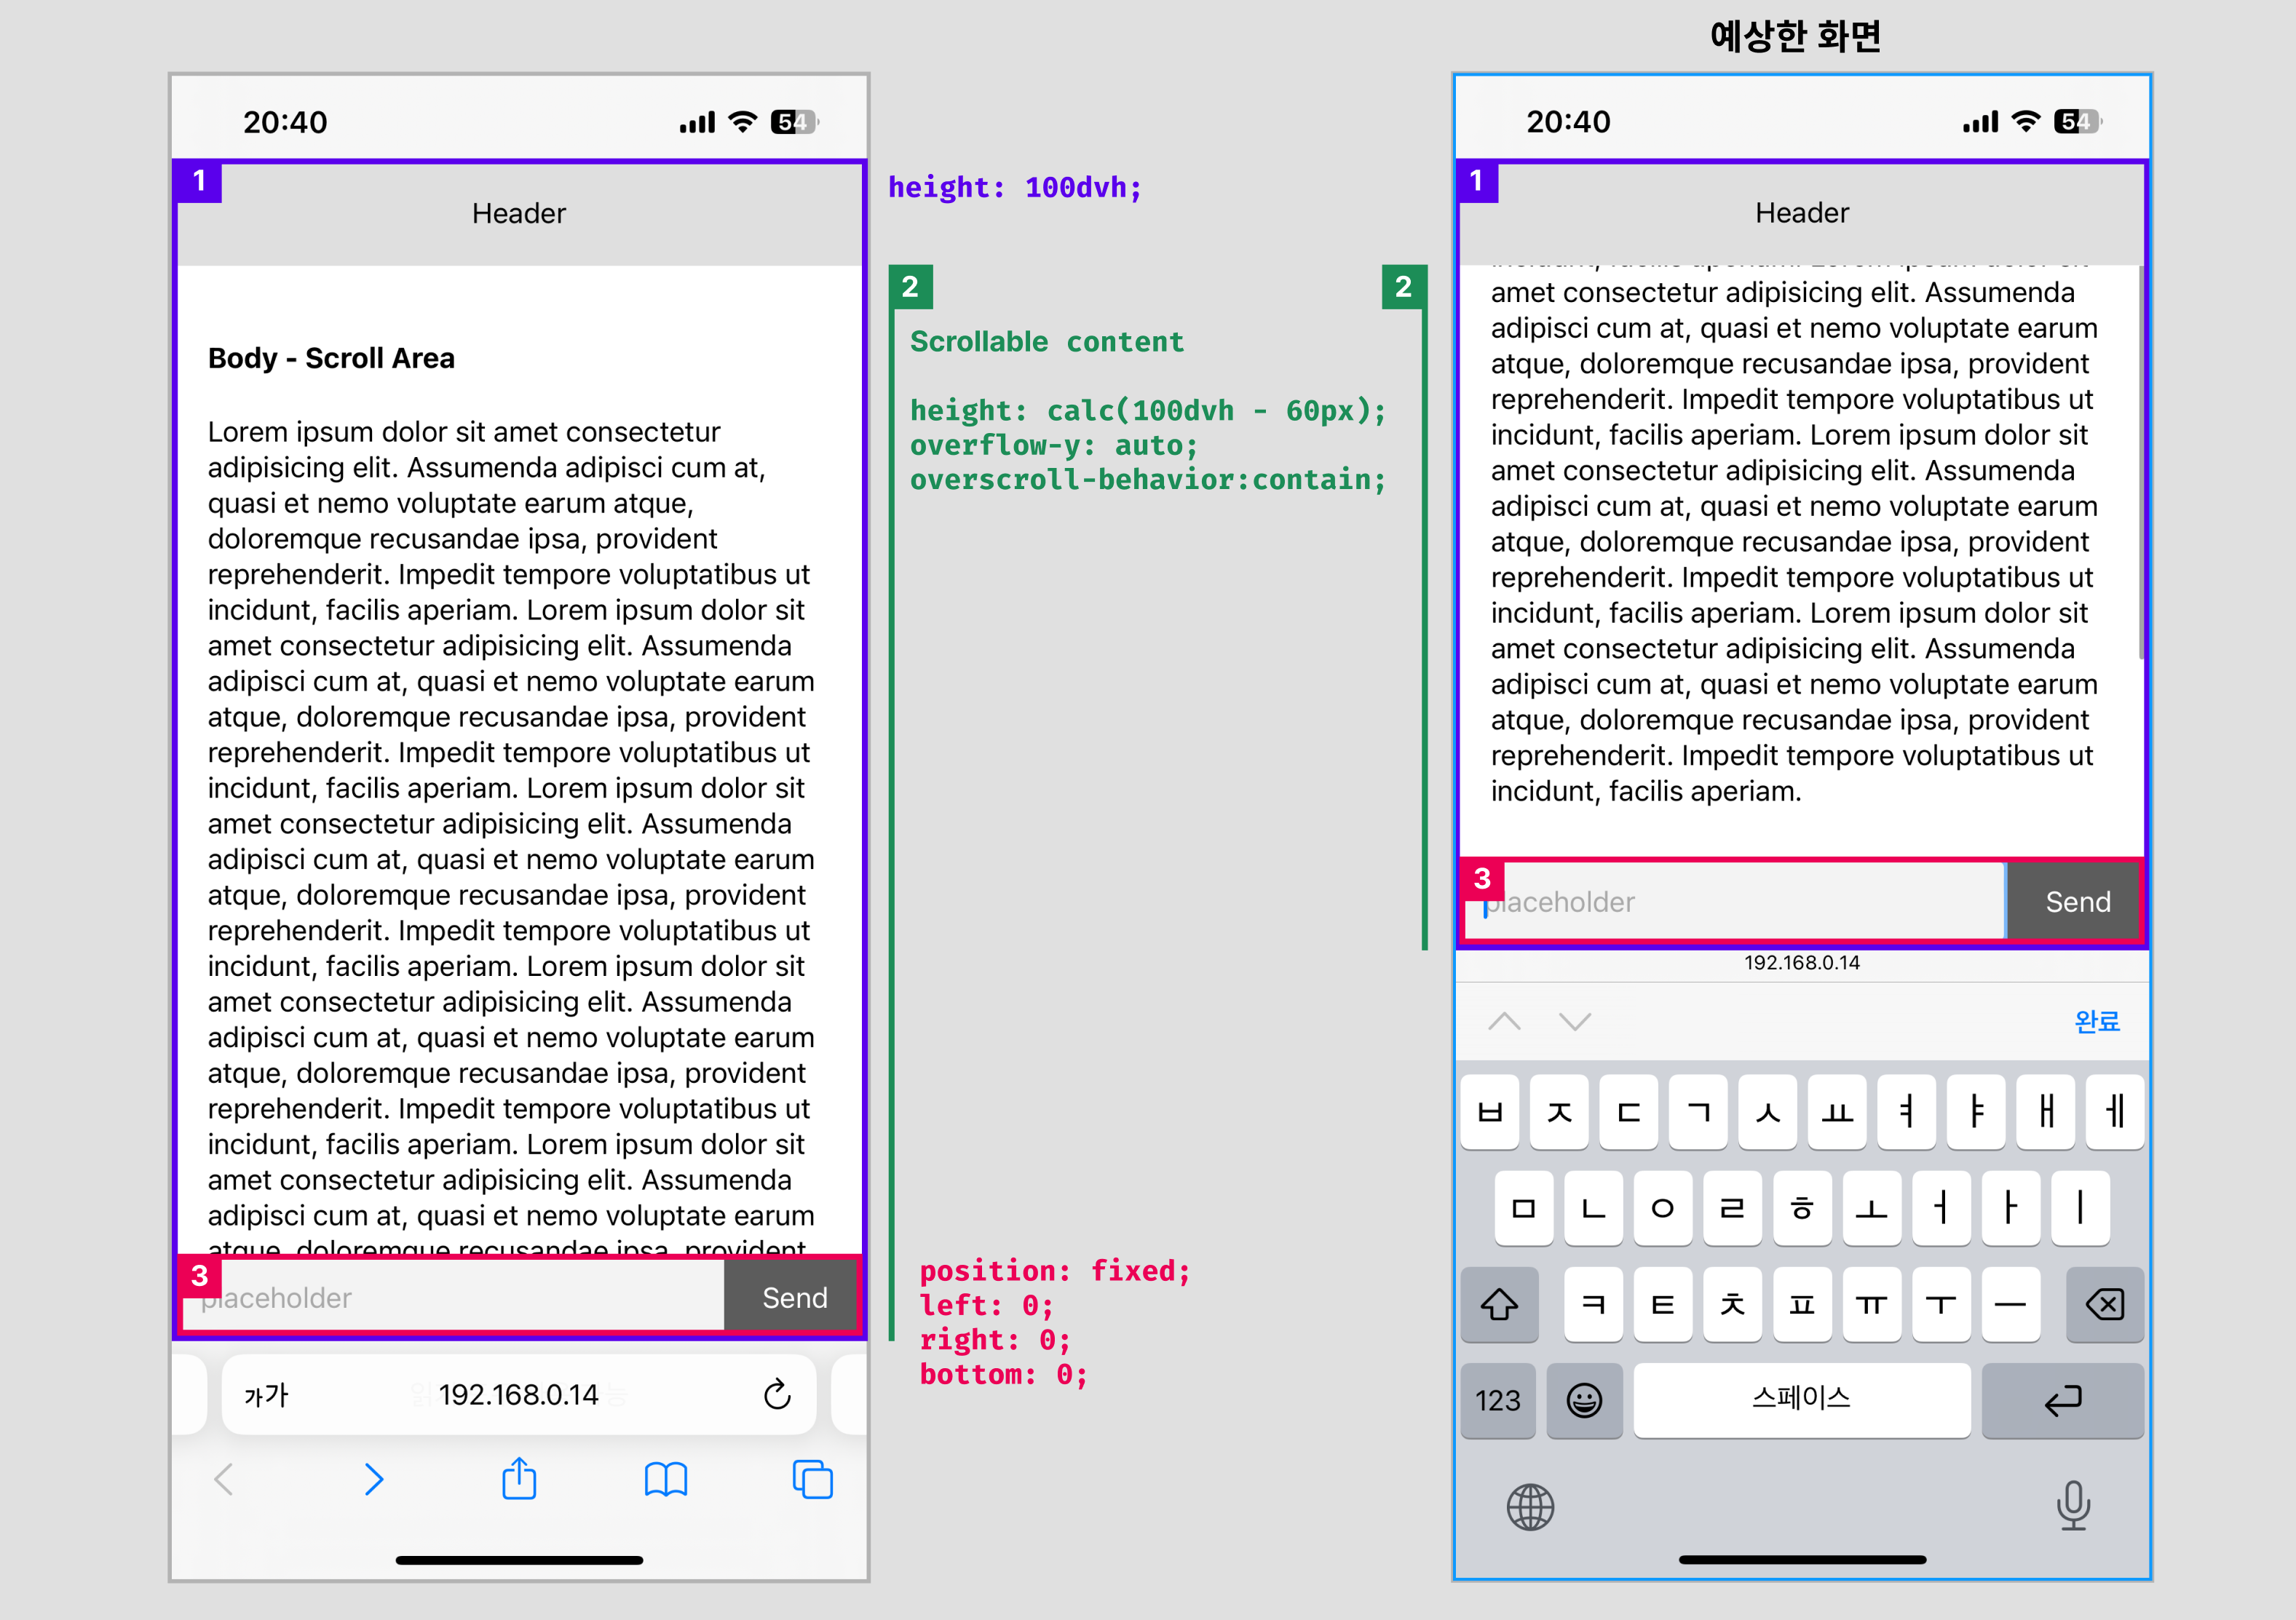 예상한 화면
20:40
54
1
Header
Body - Scroll Area
Lorem ipsum dolor sit amet consectetur
adipisicing elit. Assumenda adipisci cum at,
quasi et nemo voluptate earum atque,
doloremque recusandae ipsa, provident
reprehenderit. Impedit tempore voluptatibus ut
incidunt, facilis aperiam. Lorem ipsum dolor sit
amet consectetur adipisicing elit. Assumenda
adipisci cum at, quasi et nemo voluptate earum
atque, doloremque recusandae ipsa, provident
reprehenderit. Impedit tempore voluptatibus ut
incidunt, facilis aperiam. Lorem ipsum dolor sit
amet consectetur adipisicing elit. Assumenda
adipisci cum at, quasi et nemo voluptate earum
atque, doloremque recusandae ipsa, provident
reprehenderit. Impedit tempore voluptatibus ut
incidunt, facilis aperiam. Lorem ipsum dolor sit
amet consectetur adipisicing elit. Assumenda
adipisci cum at, quasi et nemo voluptate earum
atque, doloremque recusandae ipsa, provident
reprehenderit. Impedit tempore voluptatibus ut
incidunt, facilis aperiam. Lorem ipsum dolor sit
amet consectetur adipisicing elit. Assumenda
adipisci cum at, quasi et nemo voluptate earum
atque, doloremque recusandae ipsa, provident
3
placeholder
Send
가가
192.168.0.14
height: 100dvh;
2
2
Scrollable content
height: calc(100dvh - 60px);
overflow-y: auto;
overscroll-behavior:contain;
position: fixed;
left: 0;
right: 0;
bottom: 0;
20:40
54
1
Header
incidunt, facilis aperiam. Lorem ipsum dolor sit
amet consectetur adipisicing elit. Assumenda
adipisci cum at, quasi et nemo voluptate earum
atque, doloremque recusandae ipsa, provident
reprehenderit. Impedit tempore voluptatibus ut
incidunt, facilis aperiam. Lorem ipsum dolor sit
amet consectetur adipisicing elit. Assumenda
adipisci cum at, quasi et nemo voluptate earum
atque, doloremque recusandae ipsa, provident
reprehenderit. Impedit tempore voluptatibus ut
incidunt, facilis aperiam. Lorem ipsum dolor sit
amet consectetur adipisicing elit. Assumenda
adipisci cum at, quasi et nemo voluptate earum
atque, doloremque recusandae ipsa, provident
reprehenderit. Impedit tempore voluptatibus ut
incidunt, facilis aperiam.
3
placeholder
Send
192.168.0.14
완료
ㅂ ㅈ ㄷ ㄱ ㅅ ㅛ ㅕ ㅑ ㅐ ㅔ
ㅁ ㄴ ㅇ ㄹ ㅎ ㅗ ㅓ ㅏ ㅣ
ㅋ ㅌ ㅊ ㅍ ㅠ ㅜ ㅡ
123 스페이스